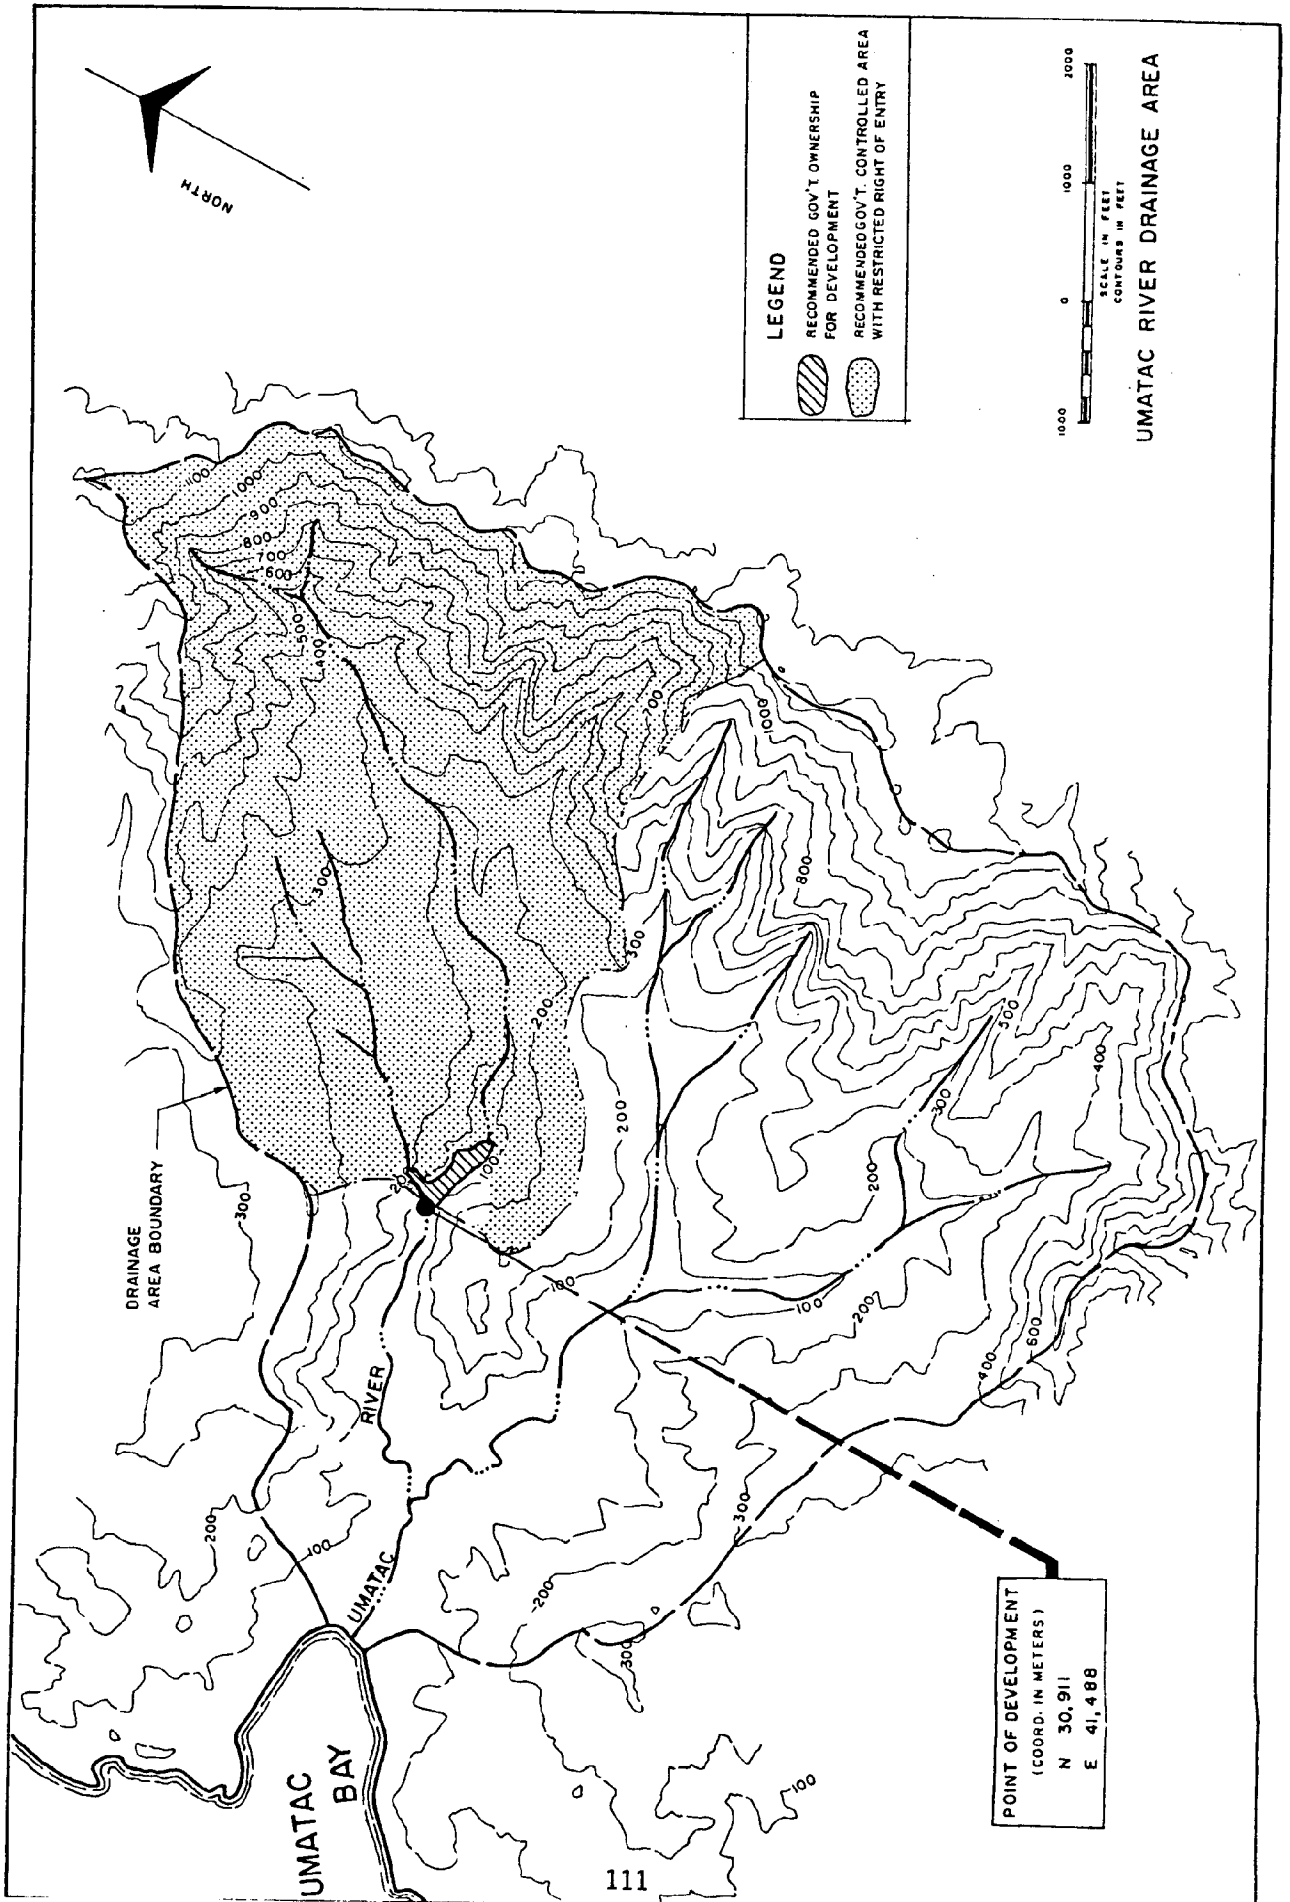 NORTH
LEGEND
RECOMMENDED GOV'T. OWNERSHIP
FOR DEVELOPMENT
RECOMMENDED GOV'T. CONTROLLED AREA
WITH RESTRICTED RIGHT OF ENTRY
1000
0
1000
2000
SCALE IN FEET
CONTOURS IN FEET
UMATAC RIVER DRAINAGE AREA
1100
1000
900
800
700
600
500
400
700
1000
300
800
300
200
500
400
200
300
200
200
100
DRAINAGE
AREA BOUNDARY
300
100
100
200
600
400
RIVER
300
200
100
UMATAC
200
300
UMATAC
BAY
100
POINT OF DEVELOPMENT
(COORD. IN METERS)
N 30,911
E 41,488
111